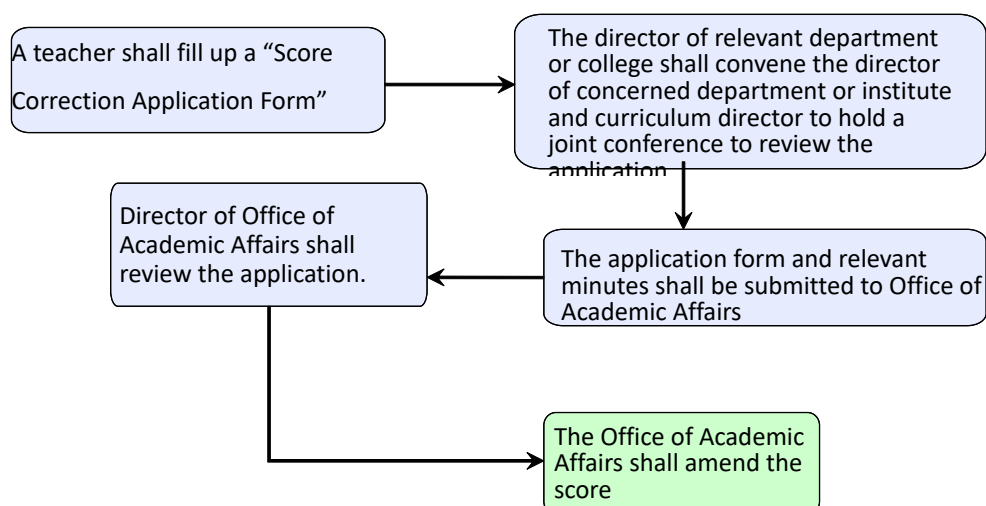 A teacher shall fill up a “Score
Correction Application Form”
The director of relevant department
or college shall convene the director
of concerned department or institute
and curriculum director to hold a
joint conference to review the
application
The application form and relevant
minutes shall be submitted to Office of
Academic Affairs
Director of Office of
Academic Affairs shall
review the application.
The Office of Academic
Affairs shall amend the
score